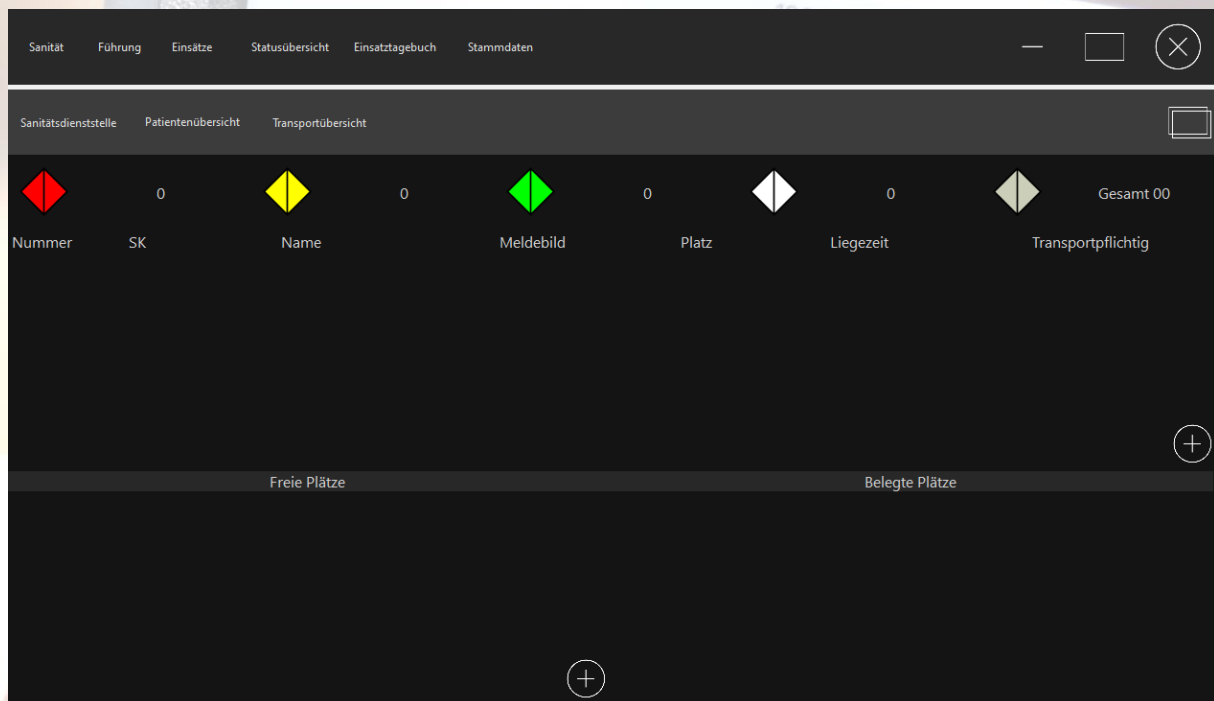 Sanität Führung Einsätze Statusübersicht Einsatztagebuch Stammdaten
Sanitätsdienststelle Patientenübersicht Transportübersicht
0 0 0 0 Gesamt 00
Nummer SK Name Meldebild Platz Liegezeit Transportpflichtig
Freie Plätze Belegte Plätze